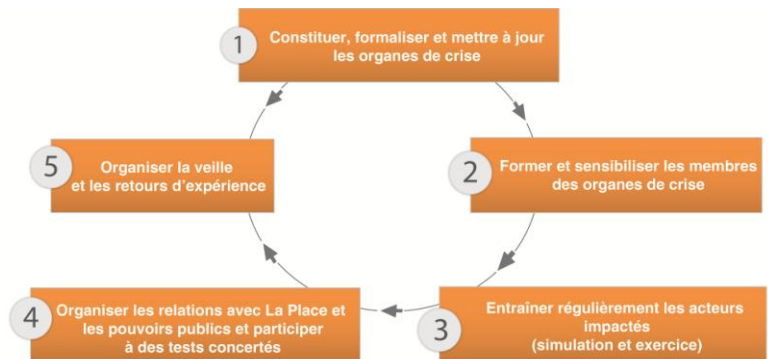 1
Constituer, formaliser et mettre à jour
les organes de crise
2
Former et sensibiliser les membres
des organes de crise
3
Entraîner régulièrement les acteurs
impactés
(simulation et exercice)
4
Organiser les relations avec La Place et
les pouvoirs publics et participer
à des tests concertés
5
Organiser la veille
et les retours d'expérience